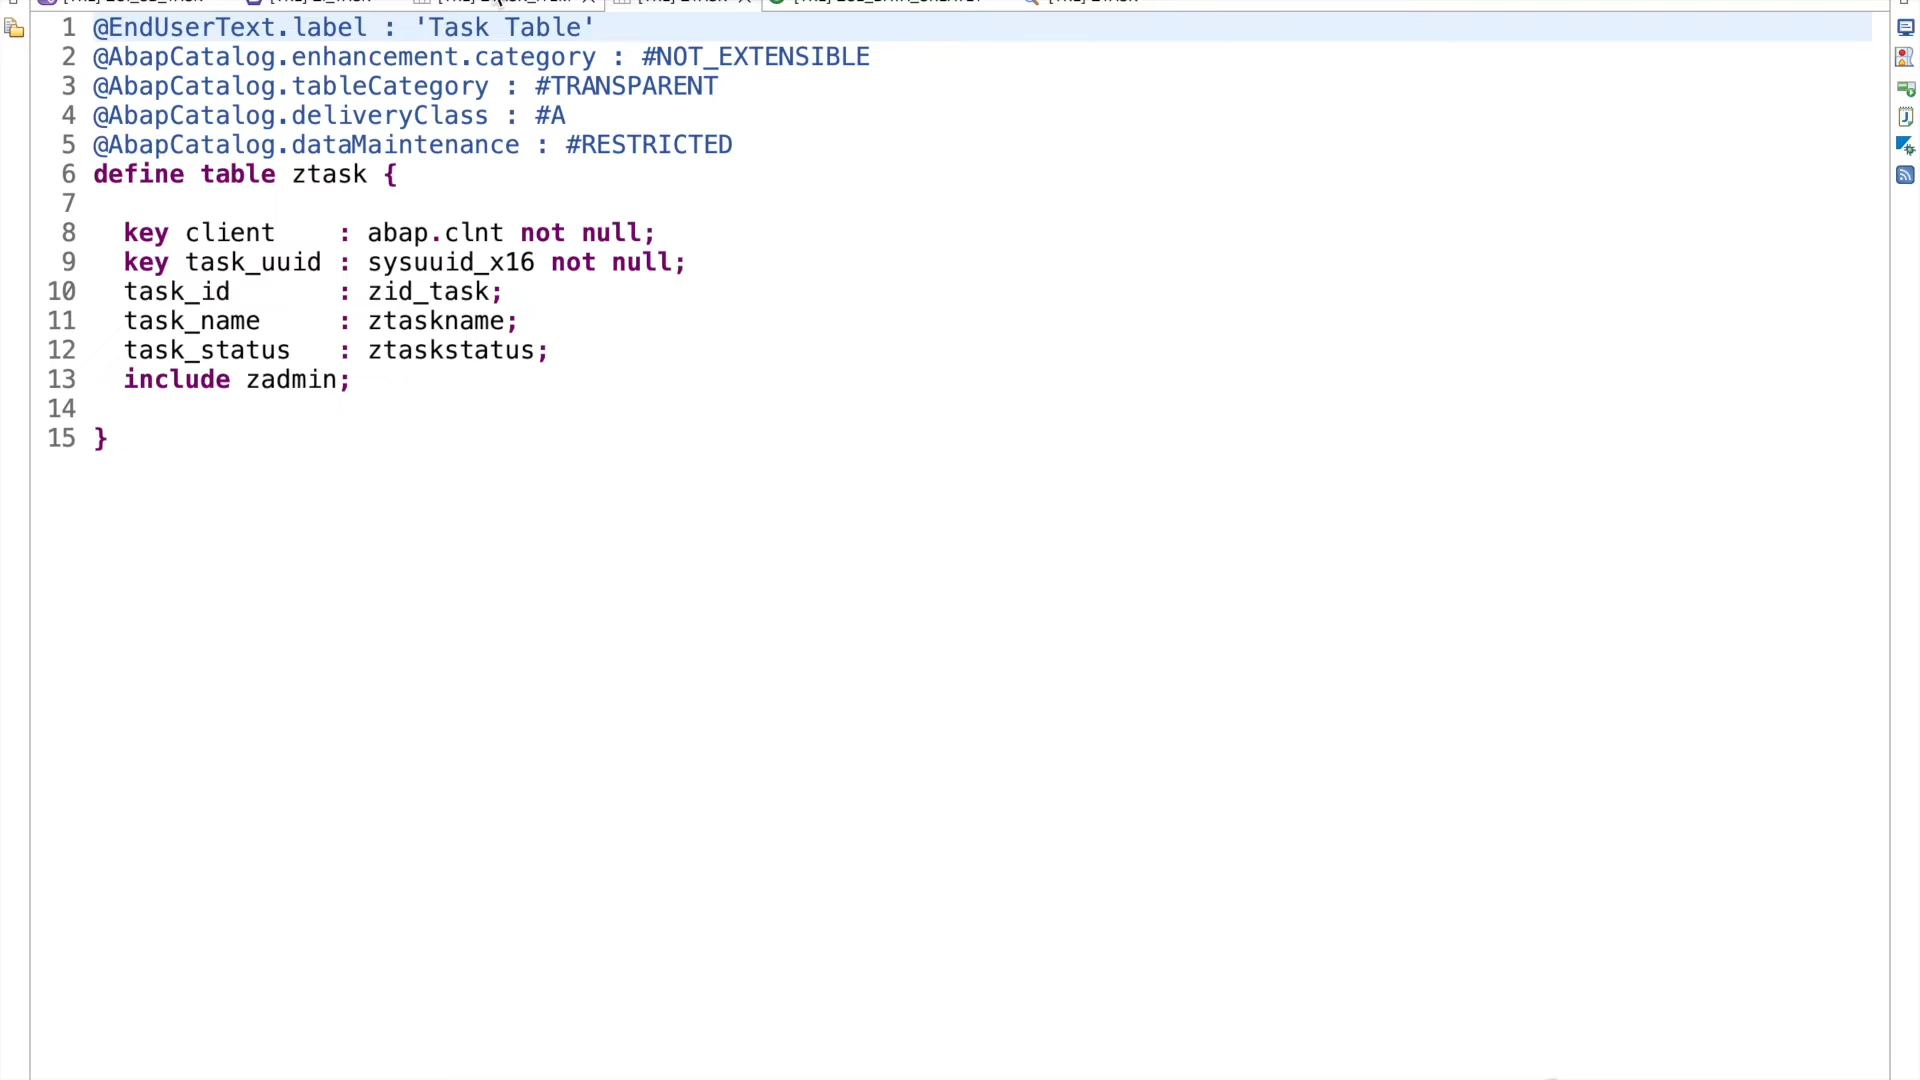 1 @EndUserText.label : 'Task Table'
2 @AbapCatalog.enhancement.category : #NOT_EXTENSIBLE
3 @AbapCatalog.tableCategory : #TRANSPARENT
4 @AbapCatalog.deliveryClass : #A
5 @AbapCatalog.dataMaintenance : #RESTRICTED
6 define table ztask {
7
8 key client : abap.clnt not null;
9 key task_uuid : sysuuid_x16 not null;
10 task_id : zid_task;
11 task_name : ztaskname;
12 task_status : ztaskstatus;
13 include zadmin;
14
15 }